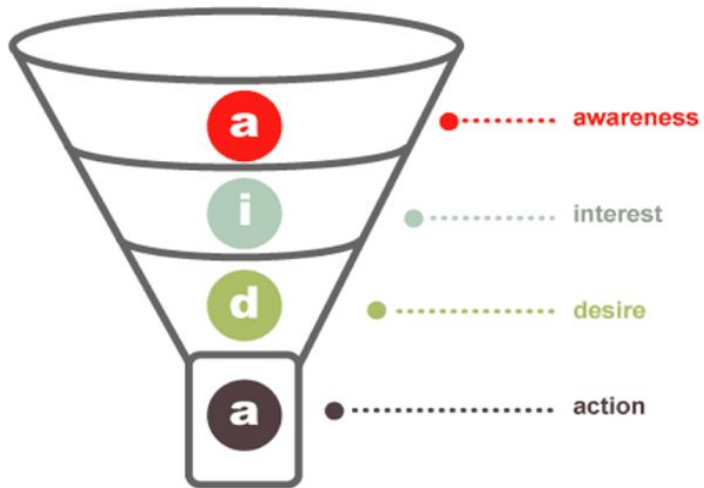 a awareness
i interest
d desire
a action